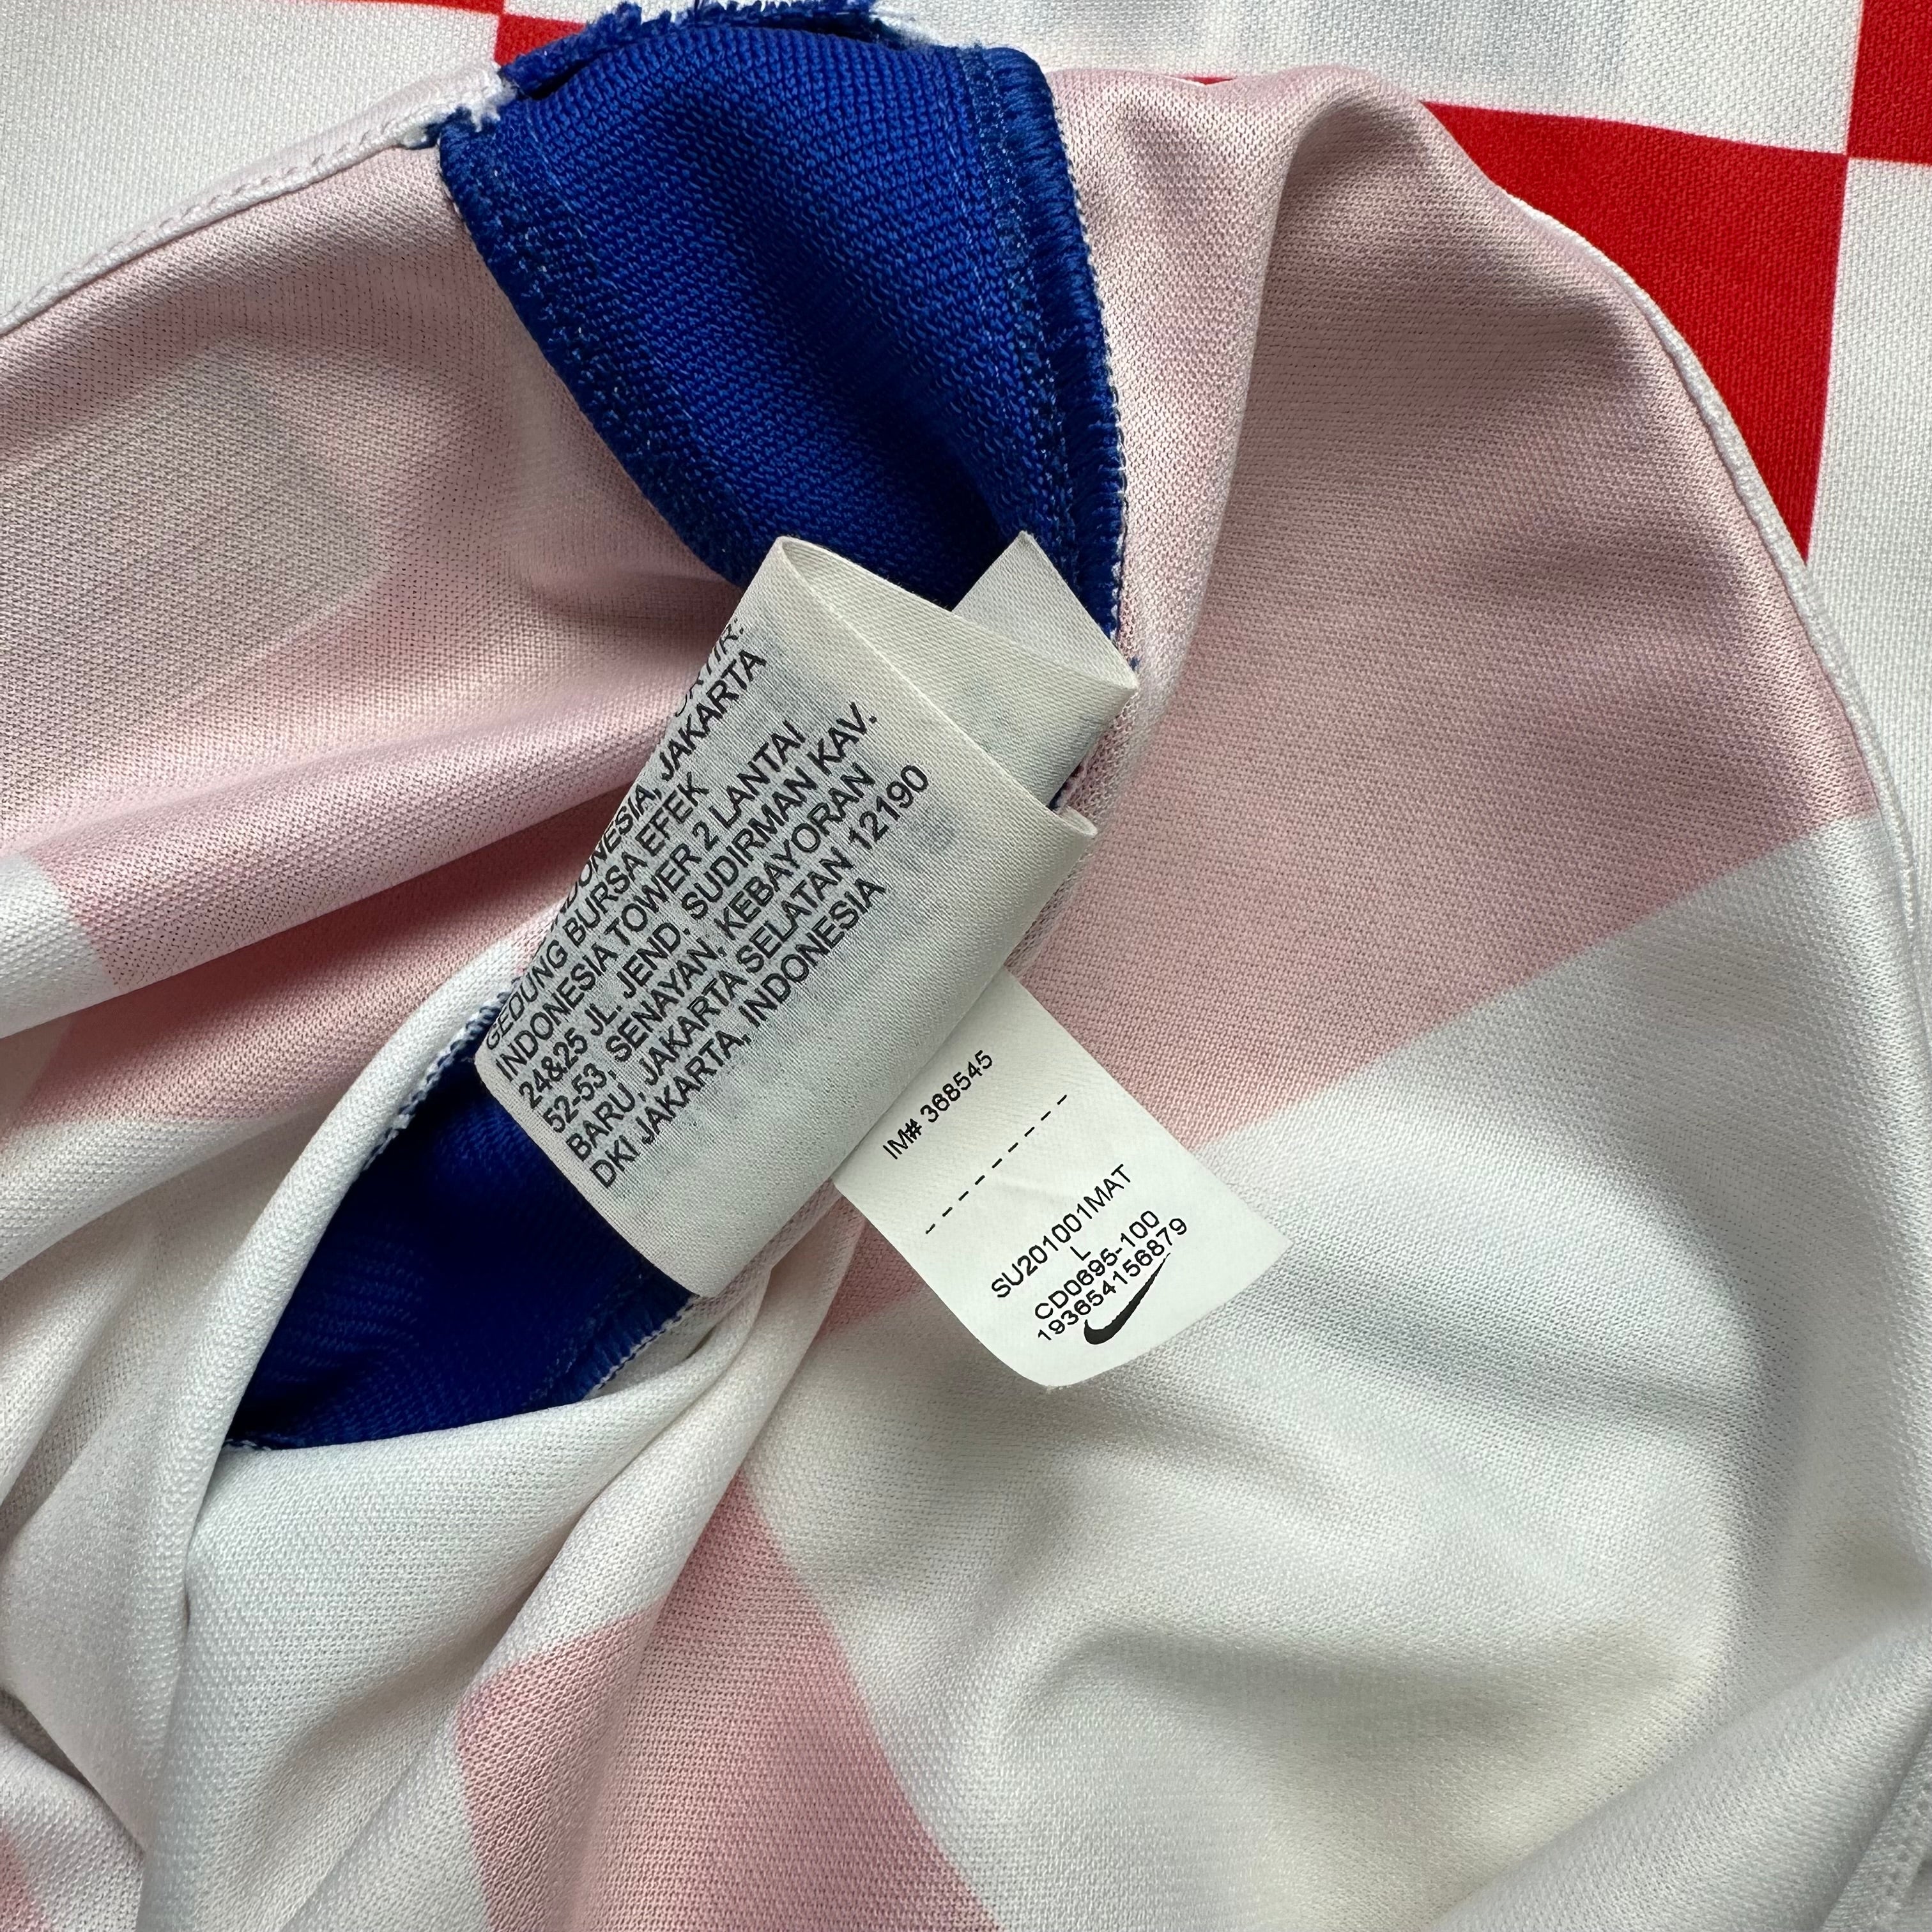 JAKARTA
GEDUNG BURSA EFEK
INDONESIA TOWER 2 LANTAI
24&25 JL. JEND. SUDIRMAN KAV.
52-53, SENAYAN, KEBAYORAN
BARU, JAKARTA SELATAN 12190
DKI JAKARTA, INDONESIA
IM# 368545
SU201001MAT
L
CD0695-100
193654156879